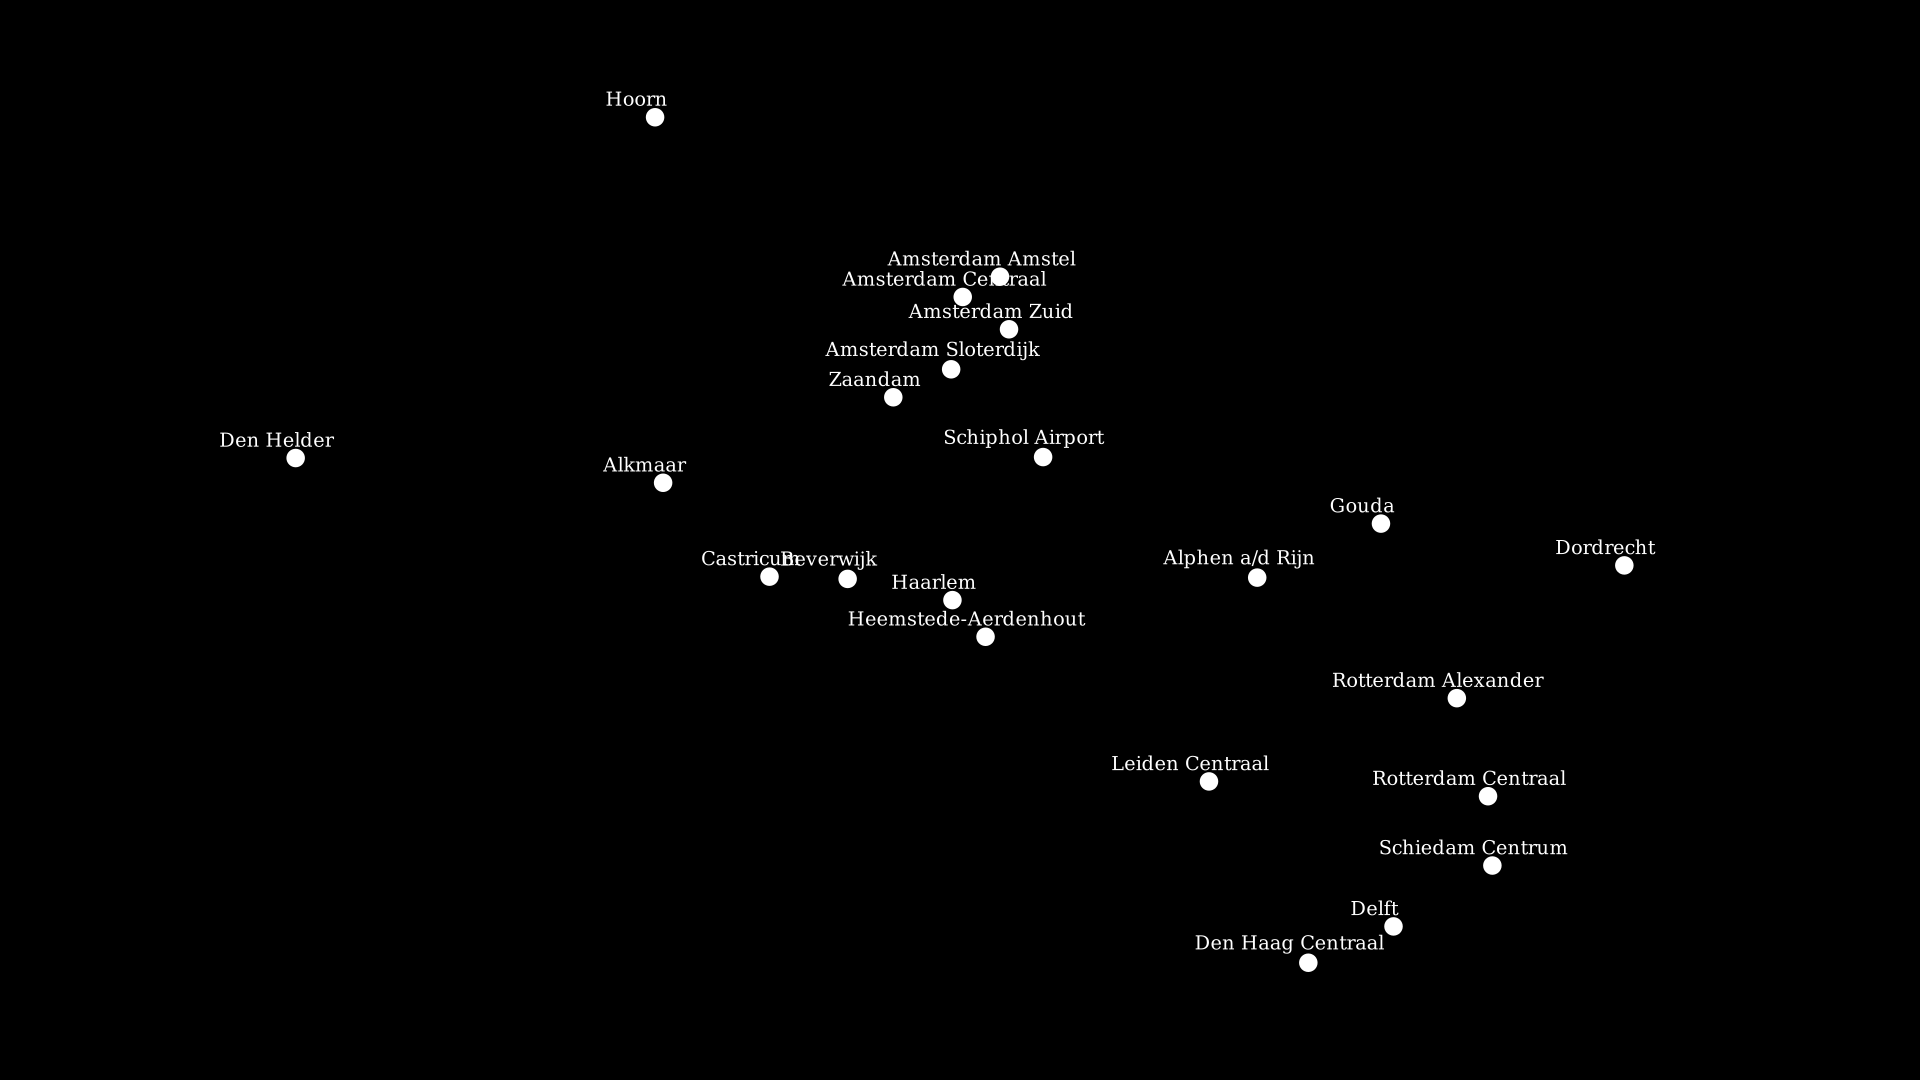 Hoorn
Amsterdam Amstel
Amsterdam Centraal
Amsterdam Zuid
Amsterdam Sloterdijk
Zaandam
Schiphol Airport
Den Helder
Alkmaar
Gouda
Dordrecht
Alphen a/d Rijn
Castricum
Beverwijk
Haarlem
Heemstede-Aerdenhout
Rotterdam Alexander
Leiden Centraal
Rotterdam Centraal
Schiedam Centrum
Delft
Den Haag Centraal